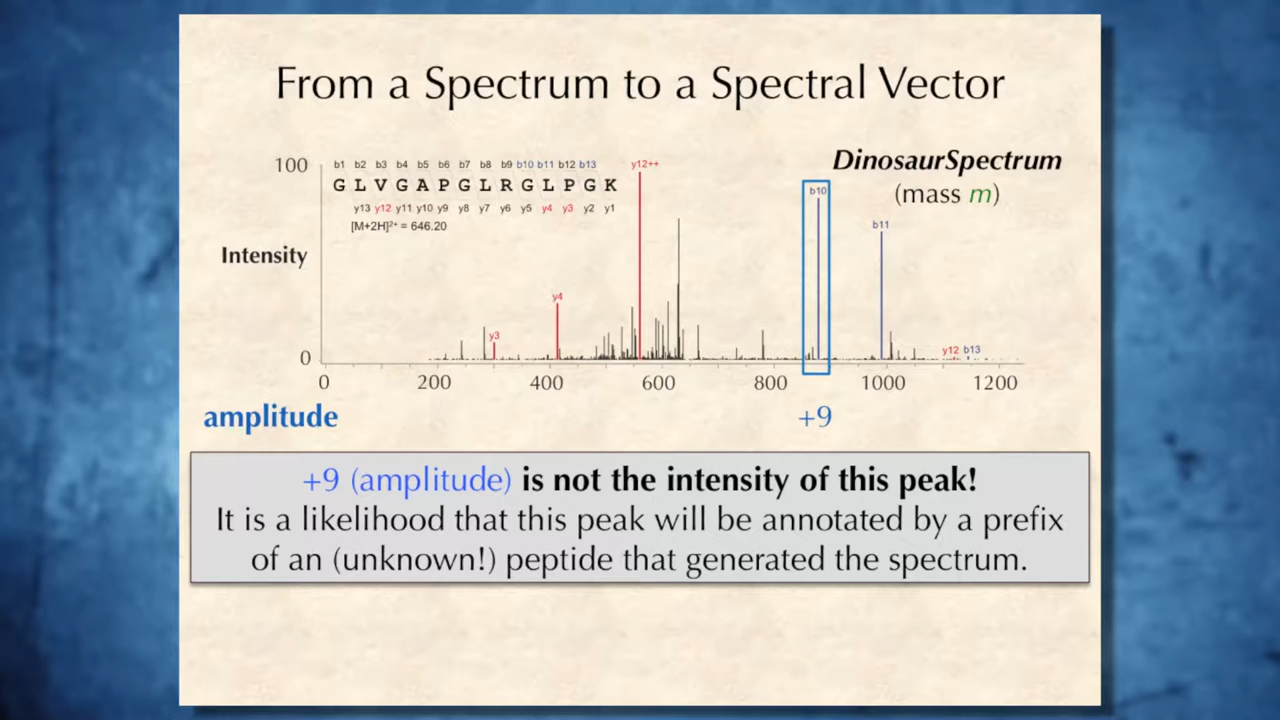 From a Spectrum to a Spectral Vector
DinosaurSpectrum
(mass m)
100
b1 b2 b3 b4 b5 b6 b7 b8 b9 b10 b11 b12 b13
G L V G A P G L R G L P G K
y13 y12 y11 y10 y9 y8 y7 y6 y5 y4 y3 y2 y1
[M+2H]²⁺ = 646.20
y12++
b10
b11
Intensity
y4
y3
y12 b13
0
0 200 400 600 800 1000 1200
amplitude +9
+9 (amplitude) is not the intensity of this peak!
It is a likelihood that this peak will be annotated by a prefix
of an (unknown!) peptide that generated the spectrum.